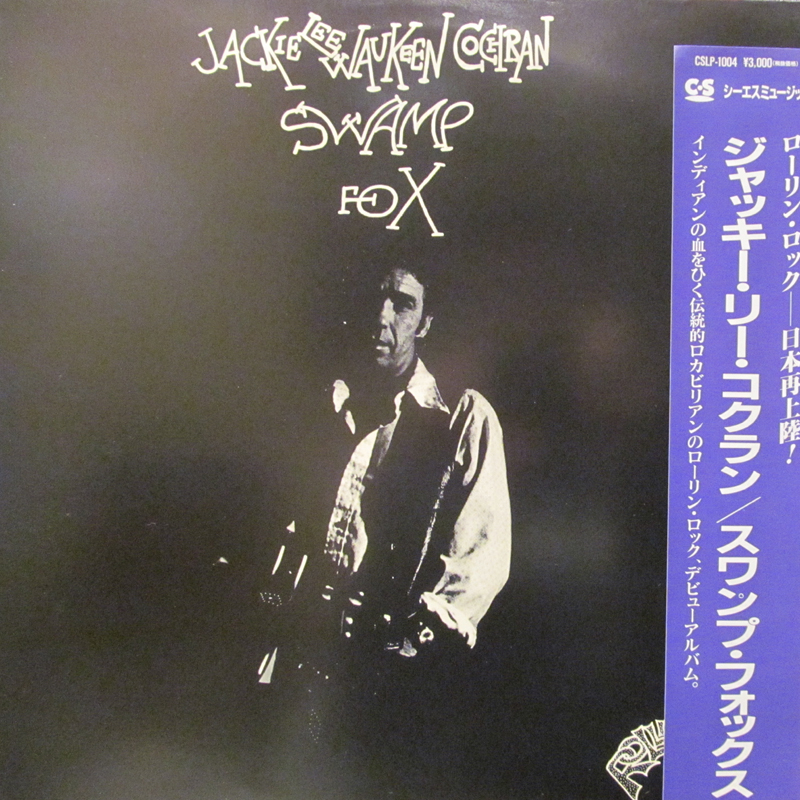 JACKIE LEE WAUKEEN COCHRAN
SWAMP
FOX
CSLP-1004 ¥3,000
C·S シーエスミュージッ
ローリン・ロック—日本再上陸!
ジャッキー・リー・コクラン/スワンプ・フォックス
インディアンの血をひく伝統的ロカビリアンのローリン・ロック、デビューアルバム。